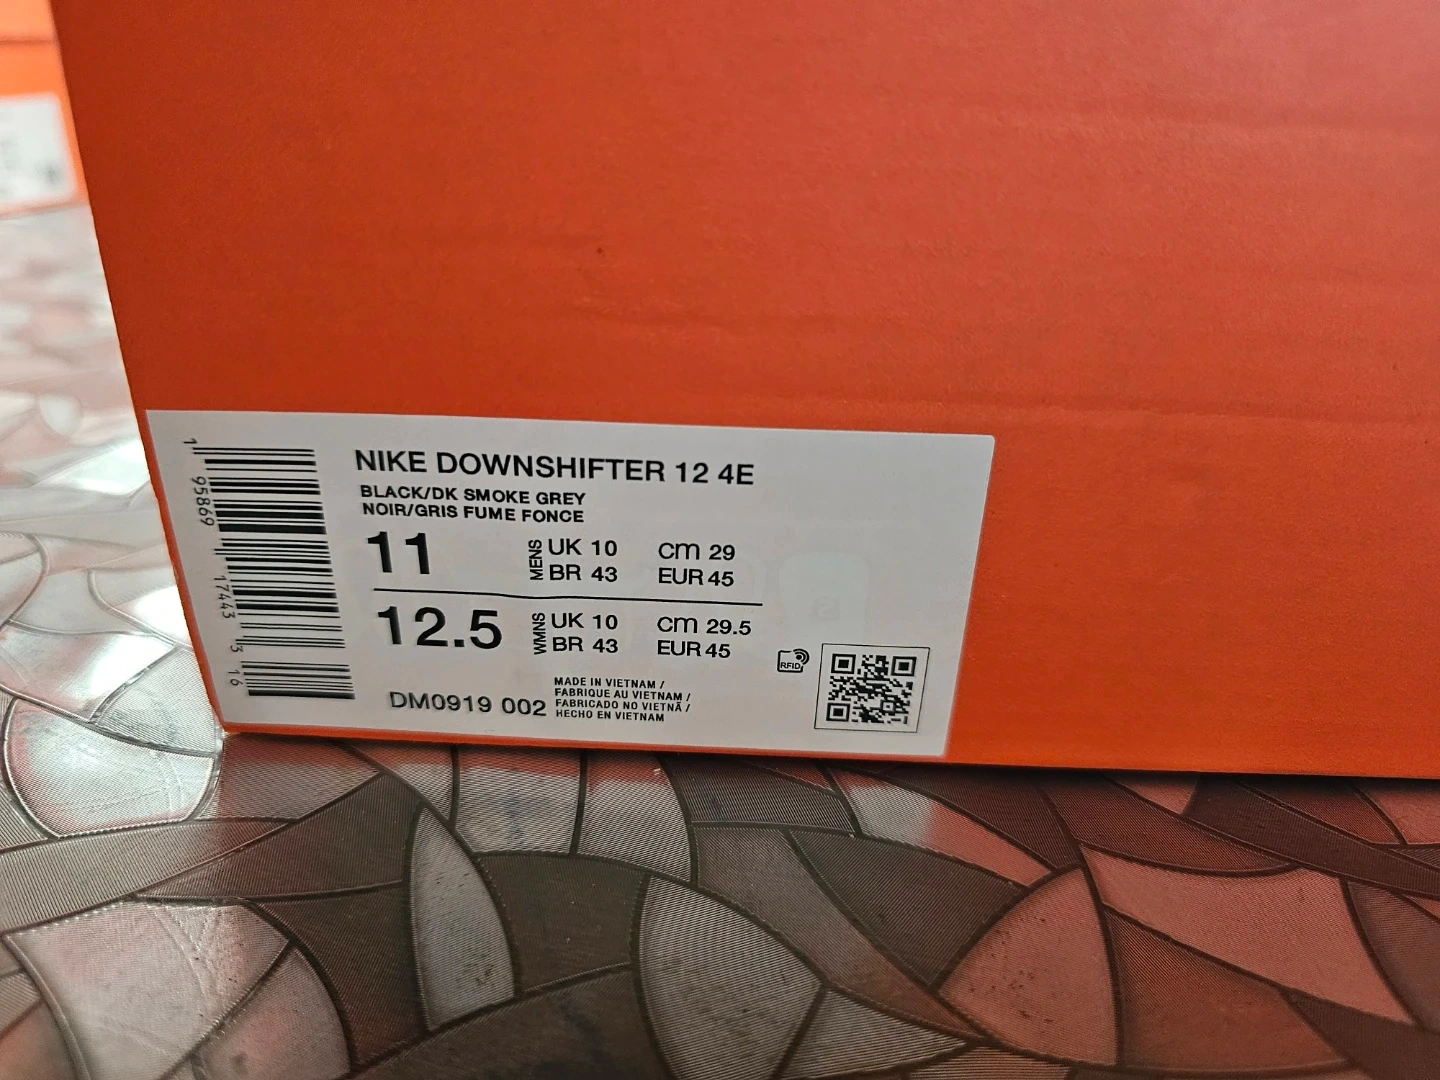 NIKE DOWNSHIFTER 12 4E
BLACK/DK SMOKE GREY
NOIR/GRIS FUME FONCE
11 MENS UK 10 cm 29
BR 43 EUR 45
12.5 WMNS UK 10 cm 29.5
BR 43 EUR 45
DM0919 002
MADE IN VIETNAM /
FABRIQUE AU VIETNAM /
FABRICADO NO VIETNÃ /
HECHO EN VIETNAM
RFID
1 95869 17443 3 16